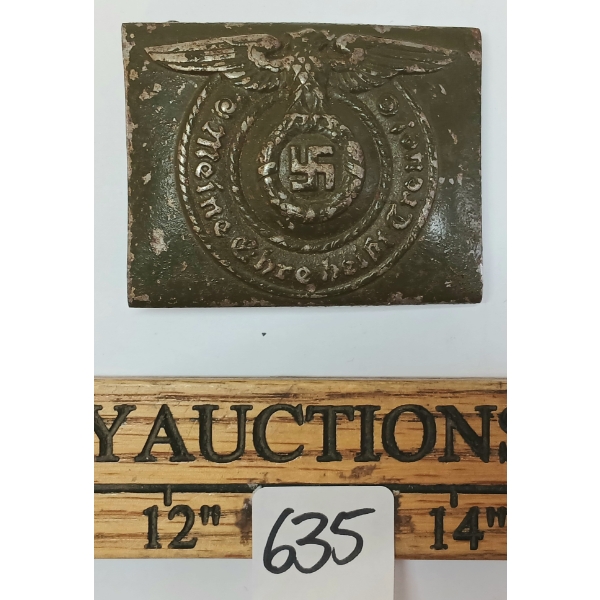 Meine Ehre heißt Treue!
YAUCTIONS
12" 14"
635